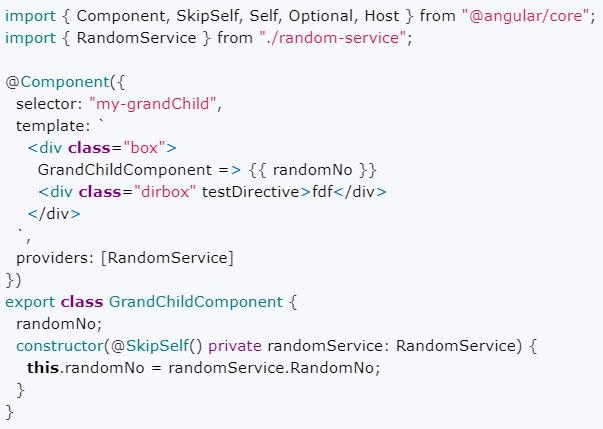 import { Component, SkipSelf, Self, Optional, Host } from "@angular/core";
import { RandomService } from "./random-service";

@Component({
  selector: "my-grandChild",
  template: `
    <div class="box">
      GrandChildComponent => {{ randomNo }}
      <div class="dirbox" testDirective>fdf</div>
    </div>
  `,
  providers: [RandomService]
})
export class GrandChildComponent {
  randomNo;
  constructor(@SkipSelf() private randomService: RandomService) {
    this.randomNo = randomService.RandomNo;
  }
}